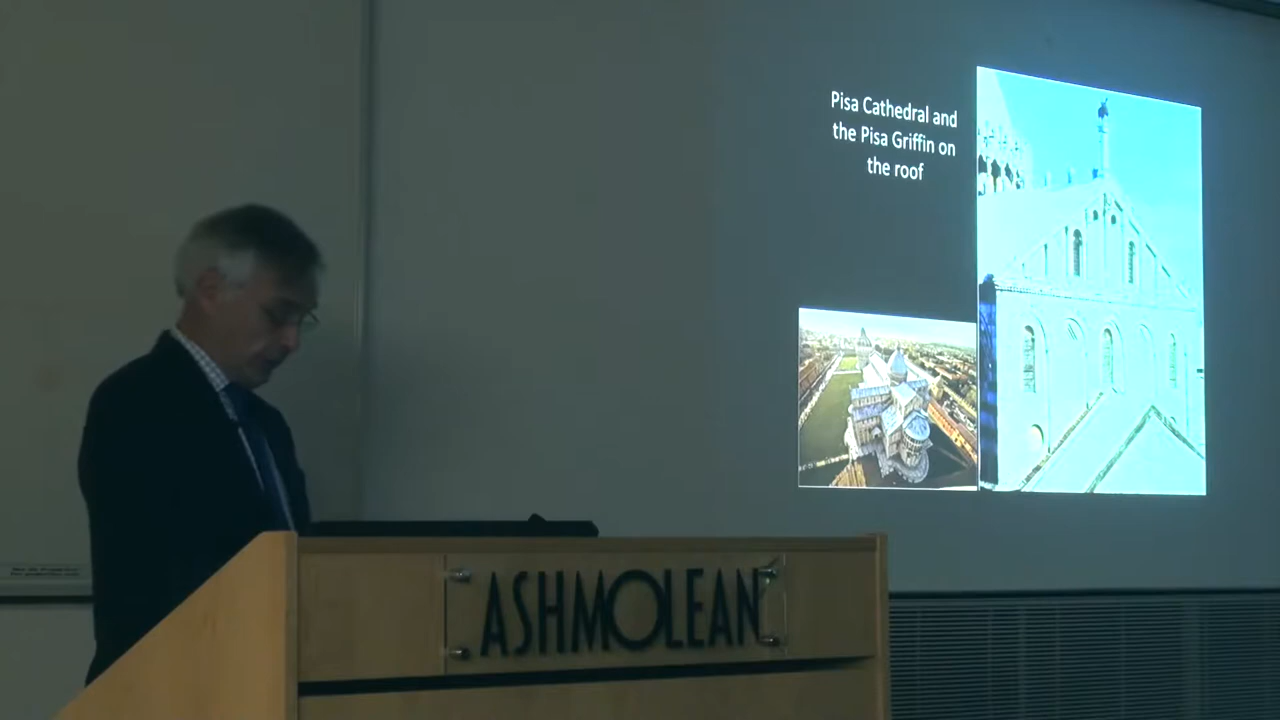 Pisa Cathedral and
the Pisa Griffin on
the roof
ASHMOLEAN